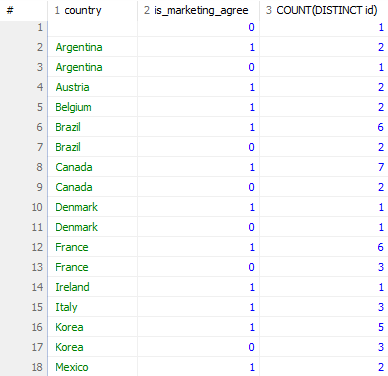 # 1 country 2 is_marketing_agree 3 COUNT(DISTINCT id)
1 0 1
2 Argentina 1 2
3 Argentina 0 1
4 Austria 1 2
5 Belgium 1 2
6 Brazil 1 6
7 Brazil 0 2
8 Canada 1 7
9 Canada 0 2
10 Denmark 1 1
11 Denmark 0 1
12 France 1 6
13 France 0 3
14 Ireland 1 1
15 Italy 1 3
16 Korea 1 5
17 Korea 0 3
18 Mexico 1 2